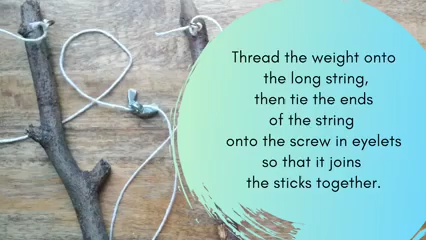 Thread the weight onto
the long string,
then tie the ends
of the string
onto the screw in eyelets
so that it joins
the sticks together.